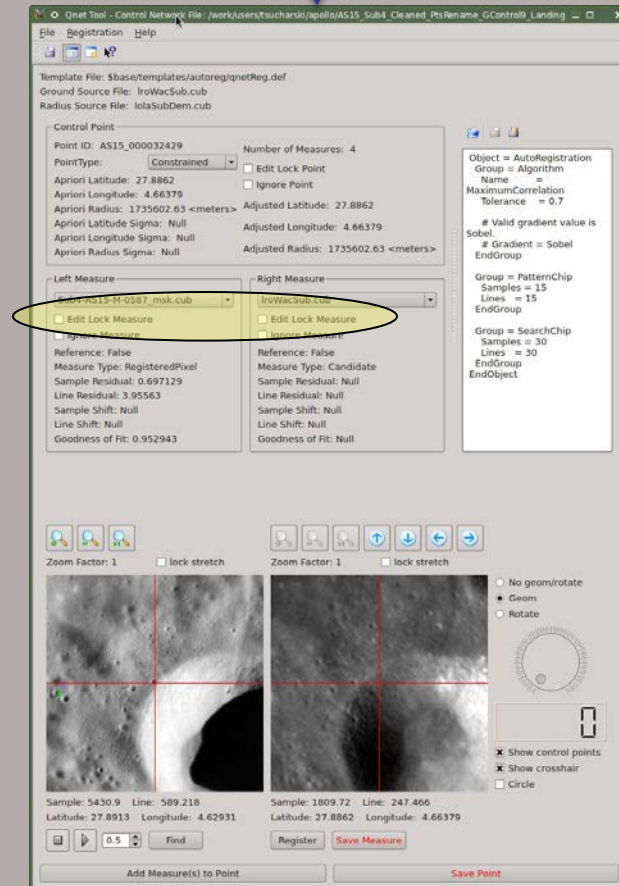 Qnet Tool - Control Network File: /work/users/tsucharski/apollo/AS15_Sub4_Cleaned_PtsRename_GControl9_Landing
File Registration Help
Template File: $base/templates/autoreg/qnetReg.def
Ground Source File: lroWacSub.cub
Radius Source File: lolaSubDem.cub
Control Point
Point ID: AS15_000032429
Number of Measures: 4
PointType: Constrained
Edit Lock Point
Ignore Point
Apriori Latitude: 27.8862
Apriori Longitude: 4.66379
Apriori Radius: 1735602.63 <meters>
Apriori Latitude Sigma: Null
Apriori Longitude Sigma: Null
Apriori Radius Sigma: Null
Adjusted Latitude: 27.8862
Adjusted Longitude: 4.66379
Adjusted Radius: 1735602.63 <meters>
Object = AutoRegistration
Group = Algorithm
Name =
MaximumCorrelation
Tolerance = 0.7
# Valid gradient value is
Sobel.
# Gradient = Sobel
EndGroup
Group = PatternChip
Samples = 15
Lines = 15
EndGroup
Group = SearchChip
Samples = 30
Lines = 30
EndGroup
EndObject
Left Measure
Sub4-AS15-M-0587_msk.cub
Edit Lock Measure
Ignore Measure
Reference: False
Measure Type: RegisteredPixel
Sample Residual: 0.697129
Line Residual: 3.95563
Sample Shift: Null
Line Shift: Null
Goodness of Fit: 0.952943
Right Measure
lroWacSub.cub
Edit Lock Measure
Ignore Measure
Reference: False
Measure Type: Candidate
Sample Residual: Null
Line Residual: Null
Sample Shift: Null
Line Shift: Null
Goodness of Fit: Null
Zoom Factor: 1 lock stretch
Zoom Factor: 1 lock stretch
No geom/rotate
Geom
Rotate
0
Show control points
Show crosshair
Circle
Sample: 5430.9 Line: 589.218
Latitude: 27.8913 Longitude: 4.62931
Sample: 1809.72 Line: 247.466
Latitude: 27.8862 Longitude: 4.66379
0.5 Find
Register Save Measure
Add Measure(s) to Point
Save Point